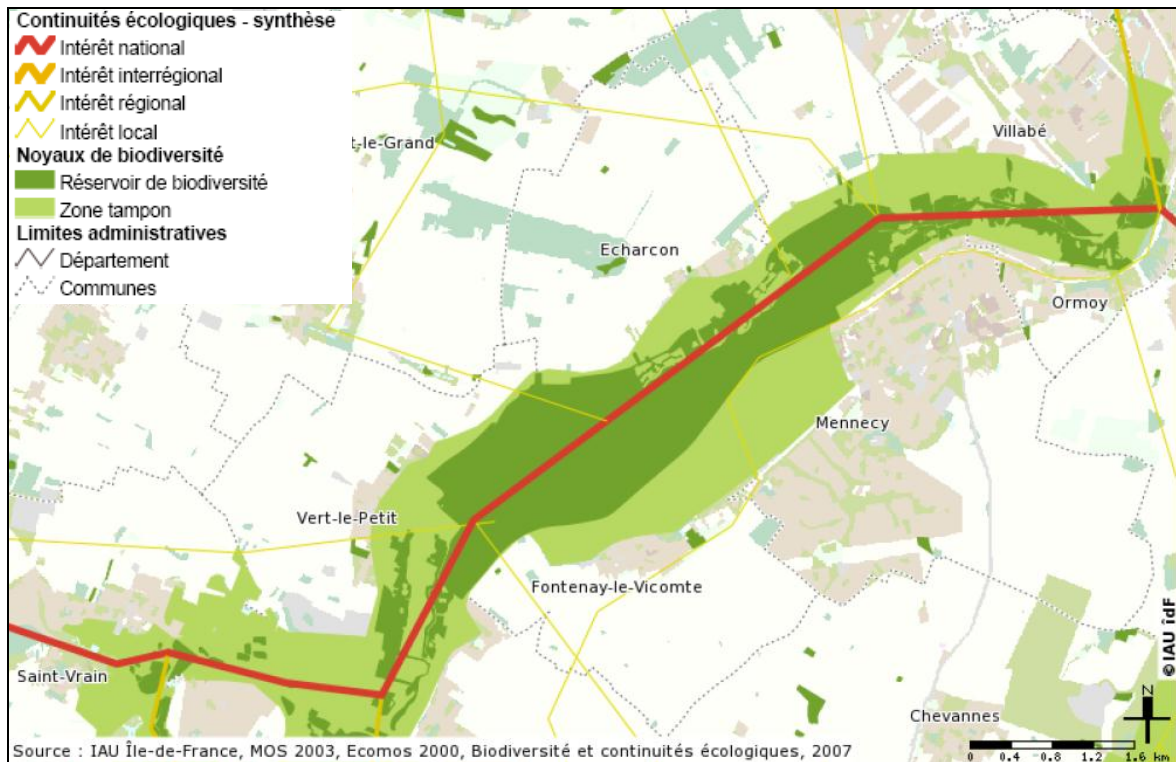 Continuités écologiques - synthèse
Intérêt national
Intérêt interrégional
Intérêt régional
Intérêt local
Noyaux de biodiversité
Réservoir de biodiversité
Zone tampon
Limites administratives
Département
Communes
t-le-Grand
Villabé
Echarcon
Ormoy
Mennecy
Vert-le-Petit
Fontenay-le-Vicomte
Saint-Vrain
Chevannes
© IAU îdF
N
Source : IAU Île-de-France, MOS 2003, Ecomos 2000, Biodiversité et continuités écologiques, 2007
0 0.4 0.8 1.2 1.6 km